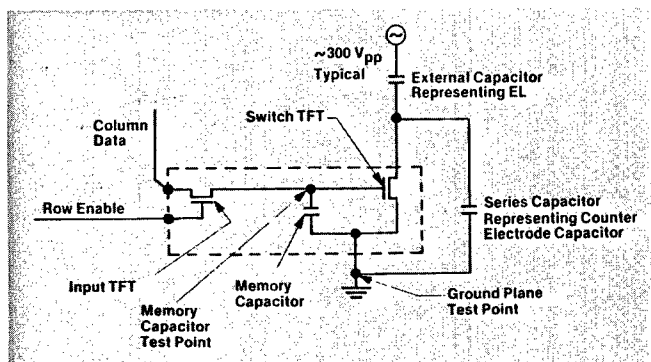 ~300 Vpp
Typical
External Capacitor
Representing EL
Switch TFT
Column
Data
Row Enable
Series Capacitor
Representing Counter
Electrode Capacitor
Input TFT
Memory
Capacitor
Test Point
Memory
Capacitor
Ground Plane
Test Point